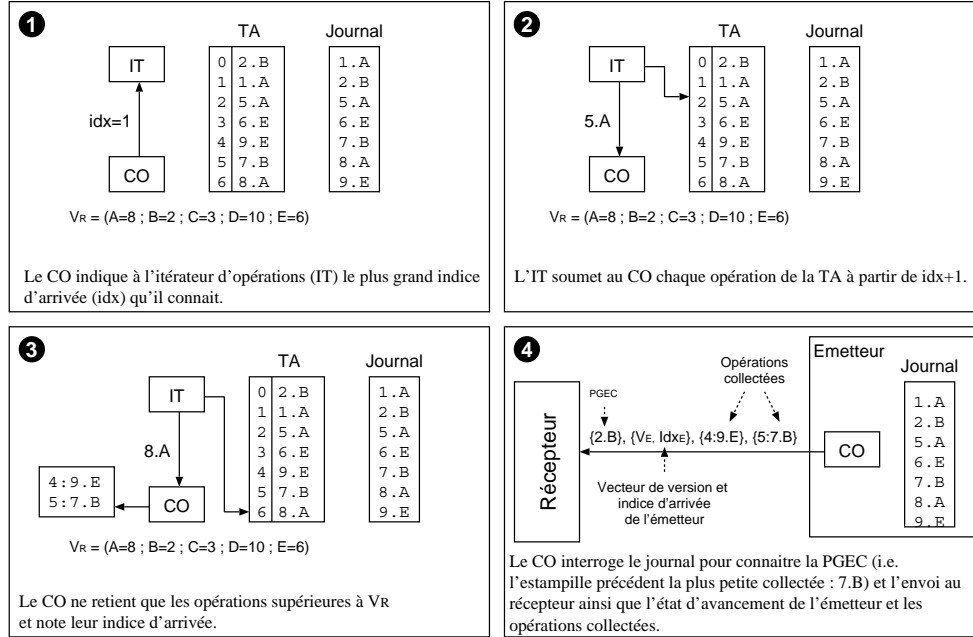 1
TA
Journal
IT
idx=1
CO
0 2.B
1 1.A
2 5.A
3 6.E
4 9.E
5 7.B
6 8.A
1.A
2.B
5.A
6.E
7.B
8.A
9.E
VR = (A=8 ; B=2 ; C=3 ; D=10 ; E=6)
Le CO indique à l'itérateur d'opérations (IT) le plus grand indice
d'arrivée (idx) qu'il connait.
2
TA
Journal
IT
5.A
CO
0 2.B
1 1.A
2 5.A
3 6.E
4 9.E
5 7.B
6 8.A
1.A
2.B
5.A
6.E
7.B
8.A
9.E
VR = (A=8 ; B=2 ; C=3 ; D=10 ; E=6)
L'IT soumet au CO chaque opération de la TA à partir de idx+1.
3
TA
Journal
IT
8.A
4:9.E
5:7.B
CO
0 2.B
1 1.A
2 5.A
3 6.E
4 9.E
5 7.B
6 8.A
1.A
2.B
5.A
6.E
7.B
8.A
9.E
VR = (A=8 ; B=2 ; C=3 ; D=10 ; E=6)
Le CO ne retient que les opérations supérieures à VR
et note leur indice d'arrivée.
4
Emetteur
Opérations
collectées
Journal
PGEC
Récepteur
{2.B}, {VE, IdxE}, {4:9.E}, {5:7.B}
CO
Vecteur de version et
indice d'arrivée
de l'émetteur
1.A
2.B
5.A
6.E
7.B
8.A
9.E
Le CO interroge le journal pour connaitre la PGEC (i.e.
l'estampille précédent la plus petite collectée : 7.B) et l'envoi au
récepteur ainsi que l'état d'avancement de l'émetteur et les
opérations collectées.